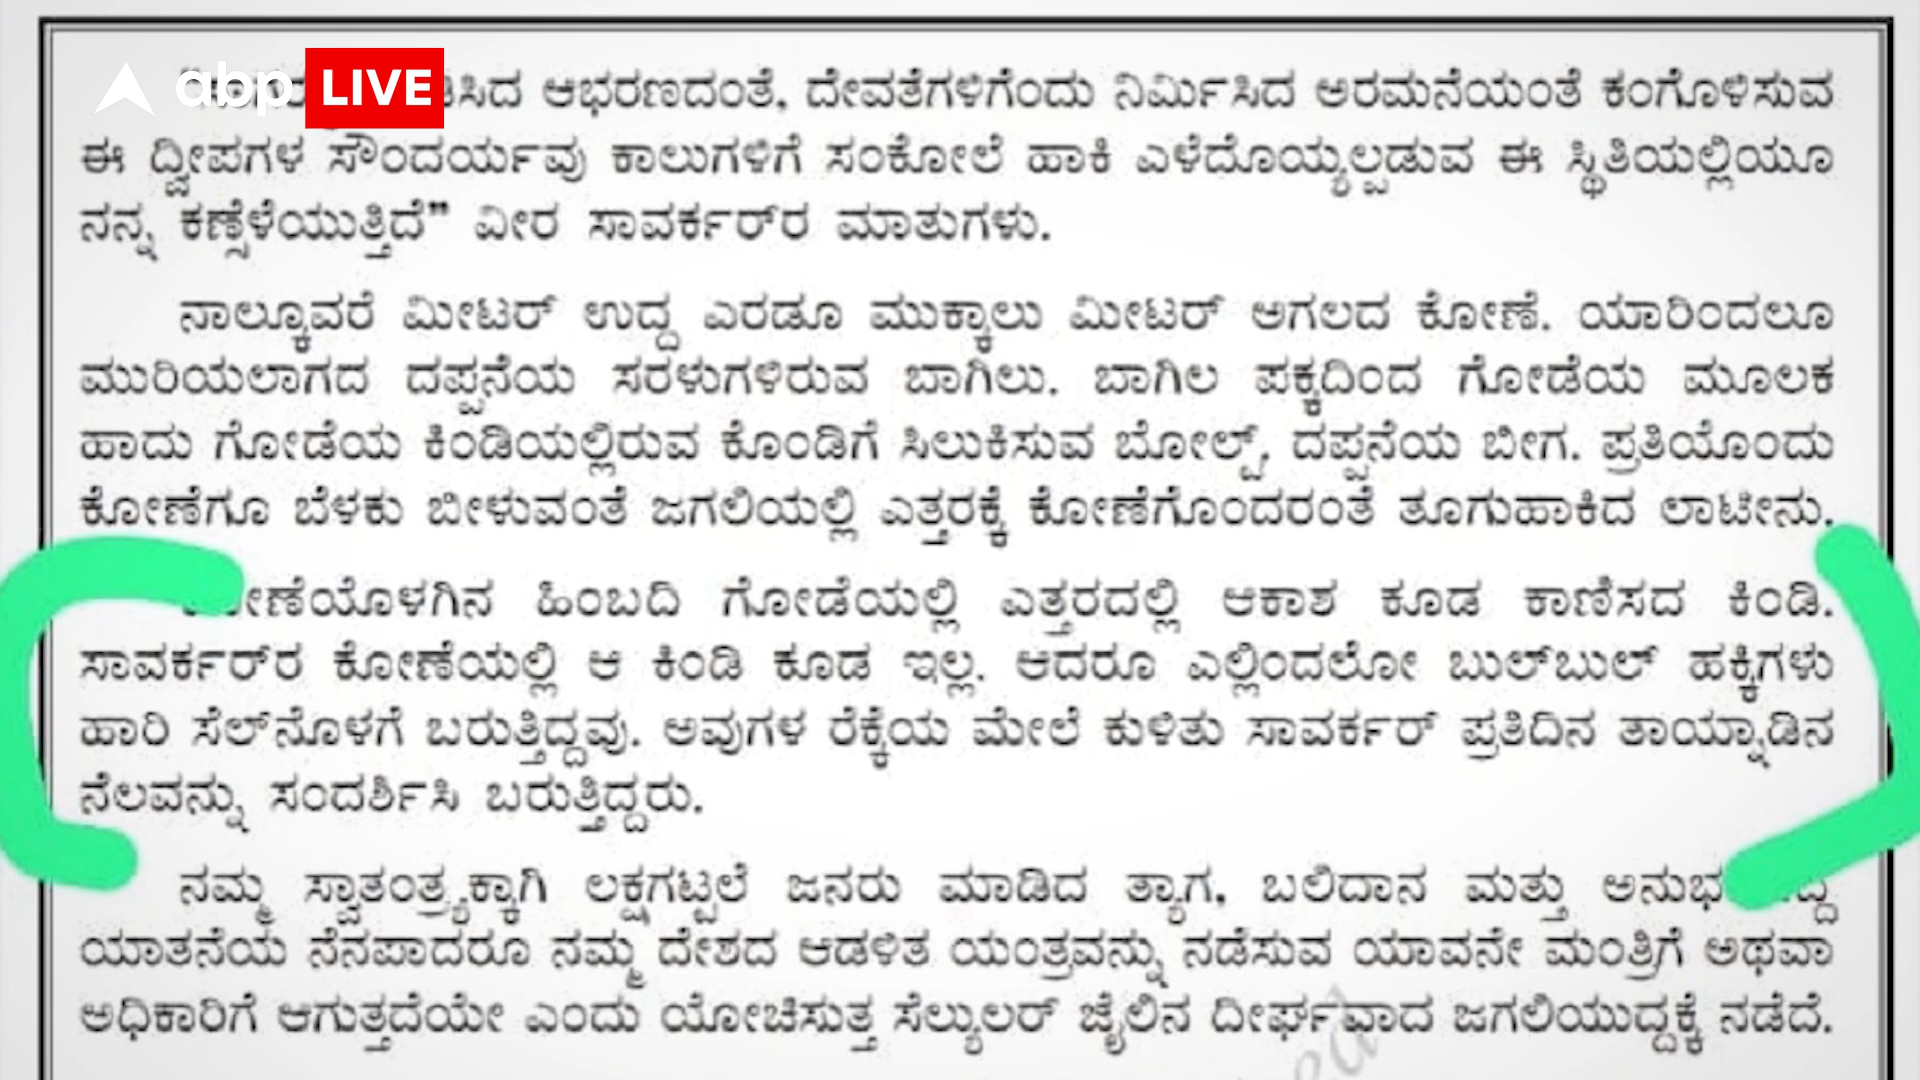 abp LIVE
ಆಭರಣದಂತೆ, ದೇವತೆಗಳಿಗೆಂದು ನಿರ್ಮಿಸಿದ ಅರಮನೆಯಂತೆ ಕಂಗೊಳಿಸುವ
ಈ ದ್ವೀಪಗಳ ಸೌಂದರ್ಯವು ಕಾಲುಗಳಿಗೆ ಸಂಕೋಲೆ ಹಾಕಿ ಎಳೆದೊಯ್ಯಲ್ಪಡುವ ಈ ಸ್ಥಿತಿಯಲ್ಲಿಯೂ
ನನ್ನ ಕಣ್ಸೆಳೆಯುತ್ತಿದೆ” ವೀರ ಸಾವರ್ಕರ್‌ರ ಮಾತುಗಳು.
ನಾಲ್ಕೂವರೆ ಮೀಟರ್ ಉದ್ದ ಎರಡೂ ಮುಕ್ಕಾಲು ಮೀಟರ್ ಅಗಲದ ಕೋಣೆ. ಯಾರಿಂದಲೂ
ಮುರಿಯಲಾಗದ ದಪ್ಪನೆಯ ಸರಳುಗಳಿರುವ ಬಾಗಿಲು. ಬಾಗಿಲ ಪಕ್ಕದಿಂದ ಗೋಡೆಯ ಮೂಲಕ
ಹಾದು ಗೋಡೆಯ ಕಿಂಡಿಯಲ್ಲಿರುವ ಕೊಂಡಿಗೆ ಸಿಲುಕಿಸುವ ಬೋಲ್ಟ್, ದಪ್ಪನೆಯ ಬೀಗ. ಪ್ರತಿಯೊಂದು
ಕೋಣೆಗೂ ಬೆಳಕು ಬೀಳುವಂತೆ ಜಗಲಿಯಲ್ಲಿ ಎತ್ತರಕ್ಕೆ ಕೋಣೆಗೊಂದರಂತೆ ತೂಗುಹಾಕಿದ ಲಾಟೀನು.
ಹಿಂಬದಿ ಗೋಡೆಯಲ್ಲಿ ಎತ್ತರದಲ್ಲಿ ಆಕಾಶ ಕೂಡ ಕಾಣಿಸದ ಕಿಂಡಿ.
ಸಾವರ್ಕರ್‌ರ ಕೋಣೆಯಲ್ಲಿ ಆ ಕಿಂಡಿ ಕೂಡ ಇಲ್ಲ. ಆದರೂ ಎಲ್ಲಿಂದಲೋ ಬುಲ್‌ಬುಲ್ ಹಕ್ಕಿಗಳು
ಹಾರಿ ಸೆಲ್‌ನೊಳಗೆ ಬರುತ್ತಿದ್ದವು. ಅವುಗಳ ರೆಕ್ಕೆಯ ಮೇಲೆ ಕುಳಿತು ಸಾವರ್ಕರ್ ಪ್ರತಿದಿನ ತಾಯ್ನಾಡಿನ
ನೆಲವನ್ನು ಸಂದರ್ಶಿಸಿ ಬರುತ್ತಿದ್ದರು.
ನಮ್ಮ ಸ್ವಾತಂತ್ರ್ಯಕ್ಕಾಗಿ ಲಕ್ಷಗಟ್ಟಲೆ ಜನರು ಮಾಡಿದ ತ್ಯಾಗ, ಬಲಿದಾನ ಮತ್ತು
ಯಾತನೆಯ ನೆನಪಾದರೂ ನಮ್ಮ ದೇಶದ ಆಡಳಿತ ಯಂತ್ರವನ್ನು ನಡೆಸುವ ಯಾವನೇ ಮಂತ್ರಿಗೆ ಅಥವಾ
ಅಧಿಕಾರಿಗೆ ಆಗುತ್ತದೆಯೇ ಎಂದು ಯೋಚಿಸುತ್ತ ಸೆಲ್ಯುಲರ್ ಜೈಲಿನ ದೀರ್ಘವಾದ ಜಗಲಿಯುದ್ದಕ್ಕೆ ನಡೆದೆ.